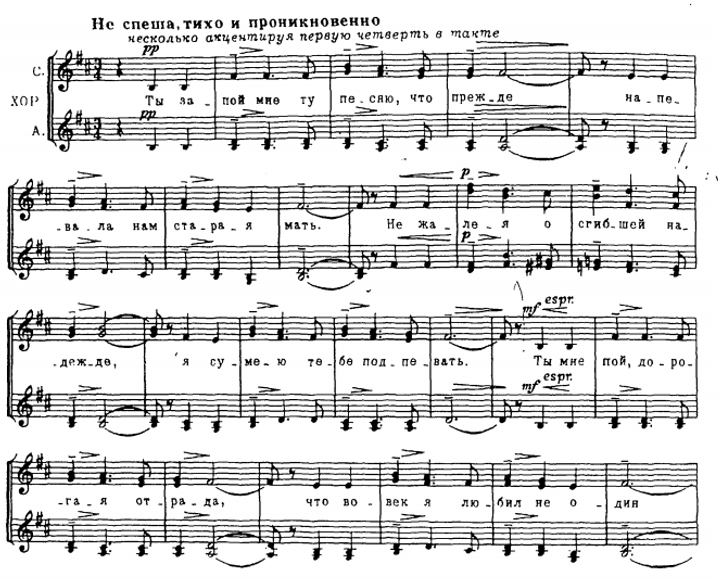 Не спеша, тихо и проникновенно
несколько акцентируя первую четверть в такте
pp
С.
ХОР
Ты за - пой мне ту пе - сню, что преж - де на - пе -
pp
А.
p
- ва - ла нам ста - ра - я мать. Не жа - ле - я о сгиб - шей на -
p
mf espr.
- деж - де, я су - ме - ю те - бе под - пе - вать. Ты мне пой, до - ро -
mf espr.
- га - я от - ра - да, что во - век я лю - бил не о - дин